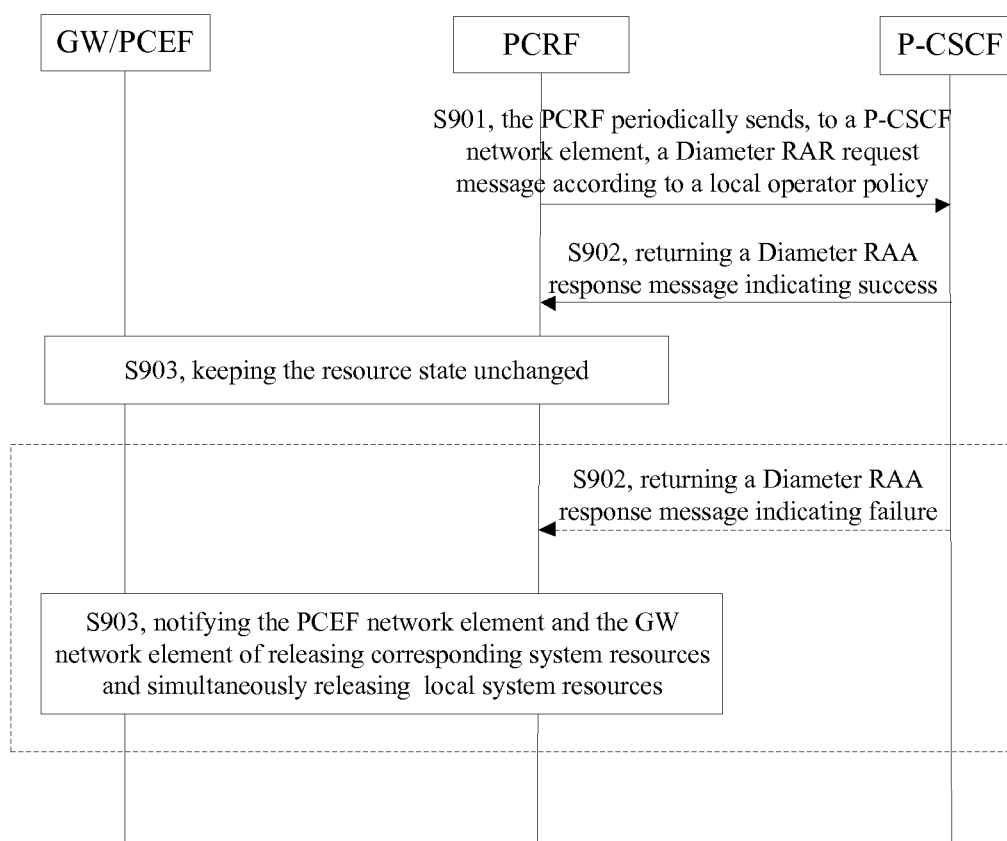 GW/PCEF
PCRF
P-CSCF
S901, the PCRF periodically sends, to a P-CSCF
network element, a Diameter RAR request
message according to a local operator policy
S902, returning a Diameter RAA
response message indicating success
S903, keeping the resource state unchanged
S902, returning a Diameter RAA
response message indicating failure
S903, notifying the PCEF network element and the GW
network element of releasing corresponding system resources
and simultaneously releasing local system resources